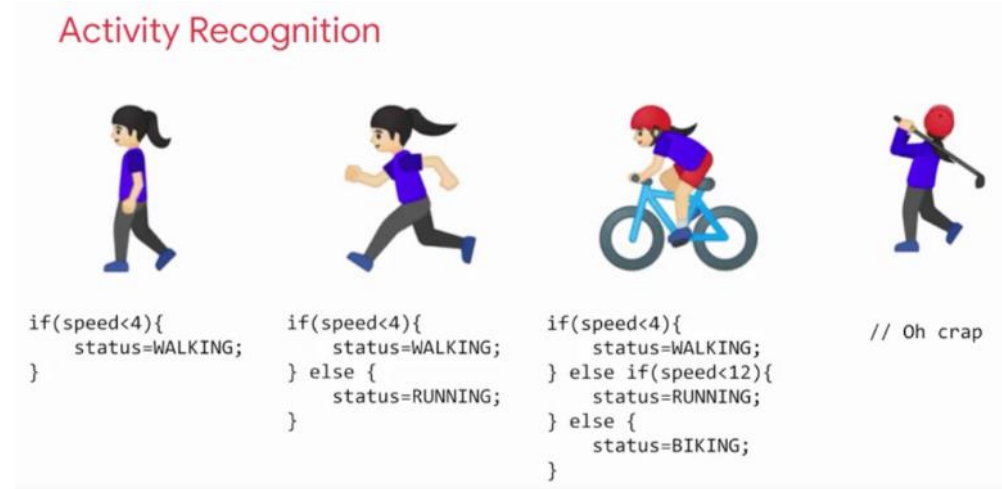 Activity Recognition
if(speed<4){
    status=WALKING;
}
if(speed<4){
    status=WALKING;
} else {
    status=RUNNING;
}
if(speed<4){
    status=WALKING;
} else if(speed<12){
    status=RUNNING;
} else {
    status=BIKING;
}
// Oh crap